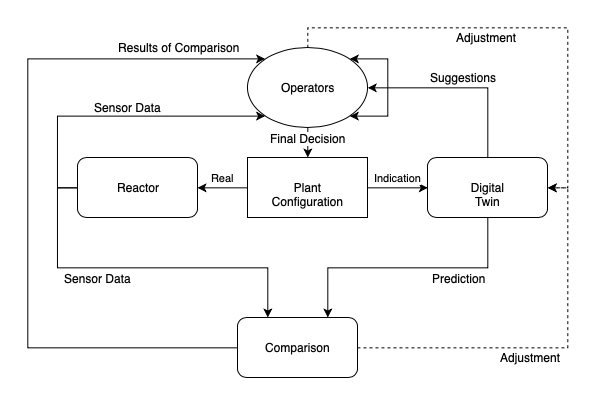 Adjustment
Results of Comparison
Suggestions
Operators
Sensor Data
Final Decision
Real
Indication
Reactor
Plant
Configuration
Digital
Twin
Sensor Data
Prediction
Comparison
Adjustment